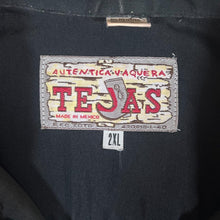 AUTENTICA VAQUERA
TEJAS
MADE IN MEXICO
2XL